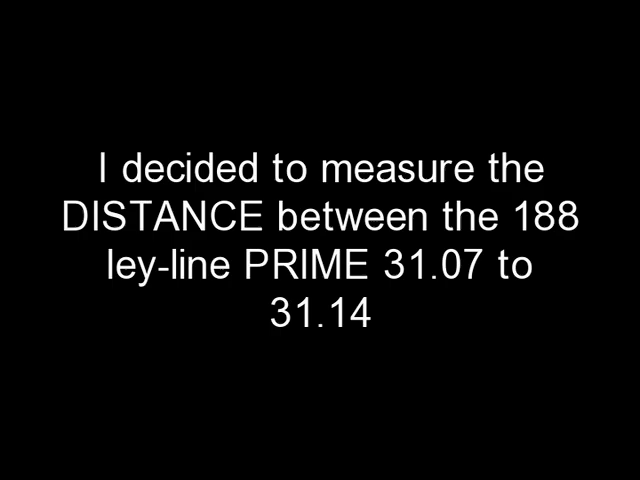 I decided to measure the
DISTANCE between the 188
ley-line PRIME 31.07 to
31.14